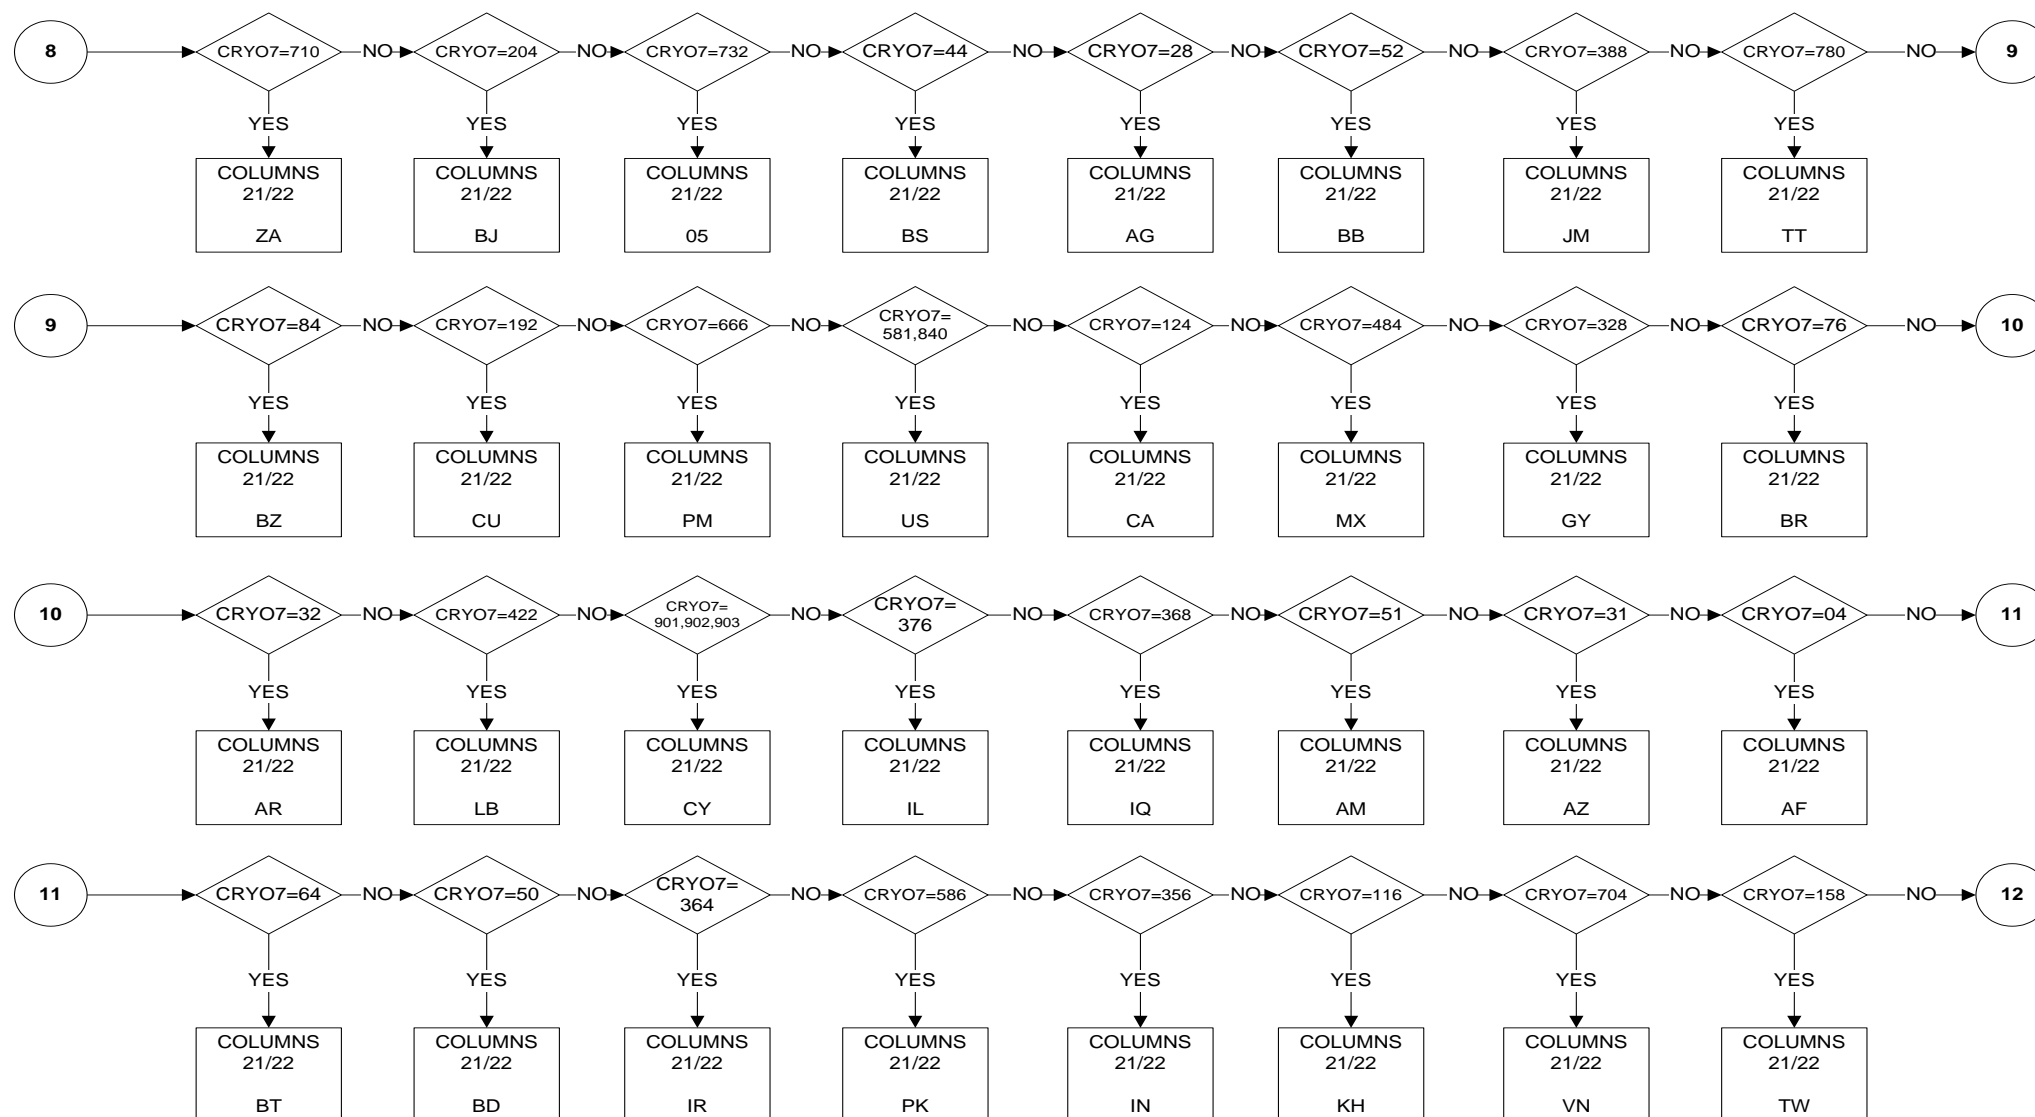 8
CRYO7=710
NO
CRYO7=204
NO
CRYO7=732
NO
CRYO7=44
NO
CRYO7=28
NO
CRYO7=52
NO
CRYO7=388
NO
CRYO7=780
NO
9
YES
YES
YES
YES
YES
YES
YES
YES
COLUMNS
21/22
ZA
COLUMNS
21/22
BJ
COLUMNS
21/22
05
COLUMNS
21/22
BS
COLUMNS
21/22
AG
COLUMNS
21/22
BB
COLUMNS
21/22
JM
COLUMNS
21/22
TT
9
CRYO7=84
NO
CRYO7=192
NO
CRYO7=666
NO
CRYO7=
581,840
NO
CRYO7=124
NO
CRYO7=484
NO
CRYO7=328
NO
CRYO7=76
NO
10
YES
YES
YES
YES
YES
YES
YES
YES
COLUMNS
21/22
BZ
COLUMNS
21/22
CU
COLUMNS
21/22
PM
COLUMNS
21/22
US
COLUMNS
21/22
CA
COLUMNS
21/22
MX
COLUMNS
21/22
GY
COLUMNS
21/22
BR
10
CRYO7=32
NO
CRYO7=422
NO
CRYO7=
901,902,903
NO
CRYO7=
376
NO
CRYO7=368
NO
CRYO7=51
NO
CRYO7=31
NO
CRYO7=04
NO
11
YES
YES
YES
YES
YES
YES
YES
YES
COLUMNS
21/22
AR
COLUMNS
21/22
LB
COLUMNS
21/22
CY
COLUMNS
21/22
IL
COLUMNS
21/22
IQ
COLUMNS
21/22
AM
COLUMNS
21/22
AZ
COLUMNS
21/22
AF
11
CRYO7=64
NO
CRYO7=50
NO
CRYO7=
364
NO
CRYO7=586
NO
CRYO7=356
NO
CRYO7=116
NO
CRYO7=704
NO
CRYO7=158
NO
12
YES
YES
YES
YES
YES
YES
YES
YES
COLUMNS
21/22
BT
COLUMNS
21/22
BD
COLUMNS
21/22
IR
COLUMNS
21/22
PK
COLUMNS
21/22
IN
COLUMNS
21/22
KH
COLUMNS
21/22
VN
COLUMNS
21/22
TW